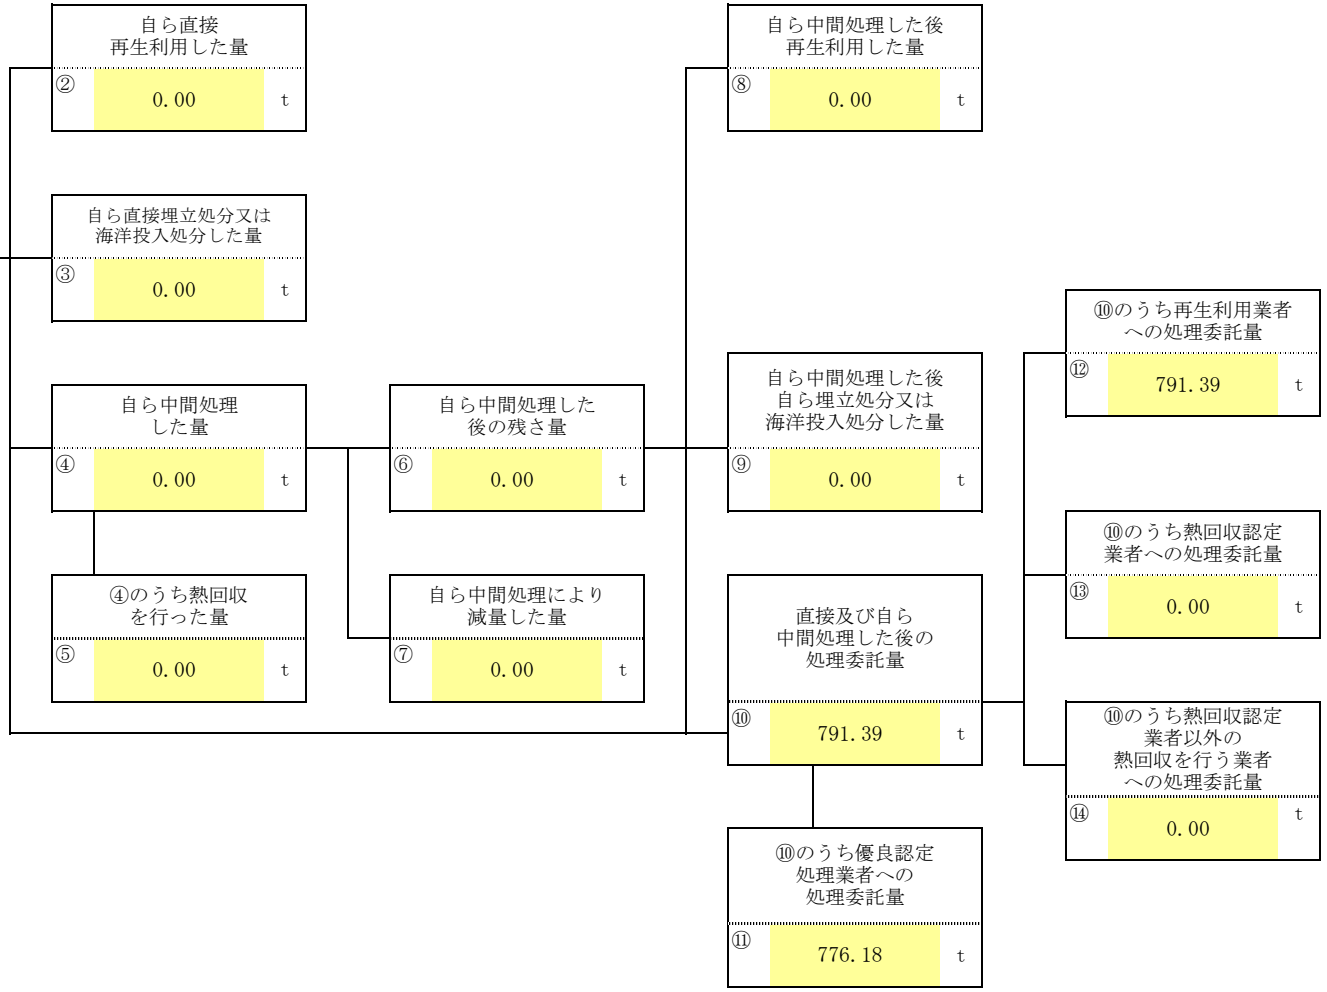 自ら直接
再生利用した量
②
0.00
t
自ら直接埋立処分又は
海洋投入処分した量
③
0.00
t
自ら中間処理
した量
④
0.00
t
④のうち熱回収
を行った量
⑤
0.00
t
自ら中間処理した
後の残さ量
⑥
0.00
t
自ら中間処理により
減量した量
⑦
0.00
t
自ら中間処理した後
再生利用した量
⑧
0.00
t
自ら中間処理した後
自ら埋立処分又は
海洋投入処分した量
⑨
0.00
t
直接及び自ら
中間処理した後の
処理委託量
⑩
791.39
t
⑩のうち優良認定
処理業者への
処理委託量
⑪
776.18
t
⑩のうち再生利用業者
への処理委託量
⑫
791.39
t
⑩のうち熱回収認定
業者への処理委託量
⑬
0.00
t
⑩のうち熱回収認定
業者以外の
熱回収を行う業者
への処理委託量
⑭
0.00
t